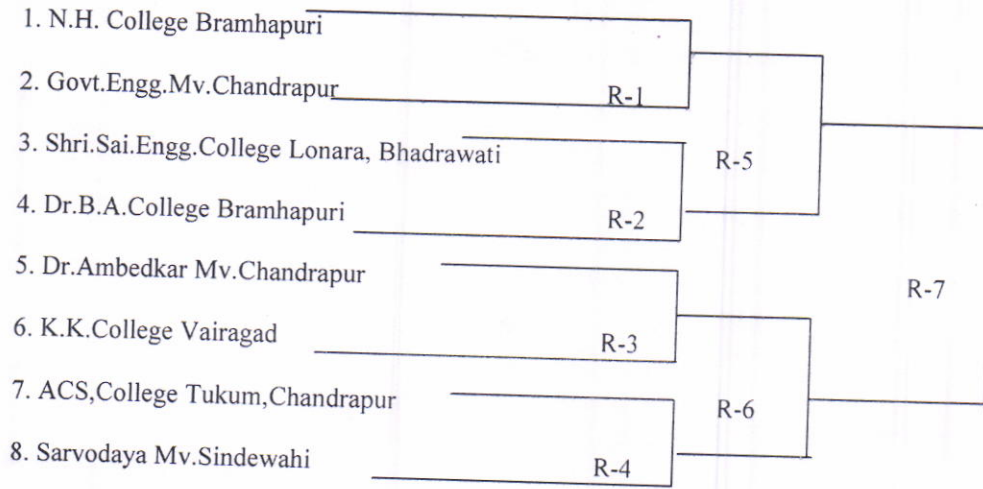 1. N.H. College Bramhapuri
2. Govt.Engg.Mv.Chandrapur
R-1
3. Shri.Sai.Engg.College Lonara, Bhadrawati
R-5
4. Dr.B.A.College Bramhapuri
R-2
5. Dr.Ambedkar Mv.Chandrapur
R-7
6. K.K.College Vairagad
R-3
7. ACS,College Tukum,Chandrapur
R-6
8. Sarvodaya Mv.Sindewahi
R-4